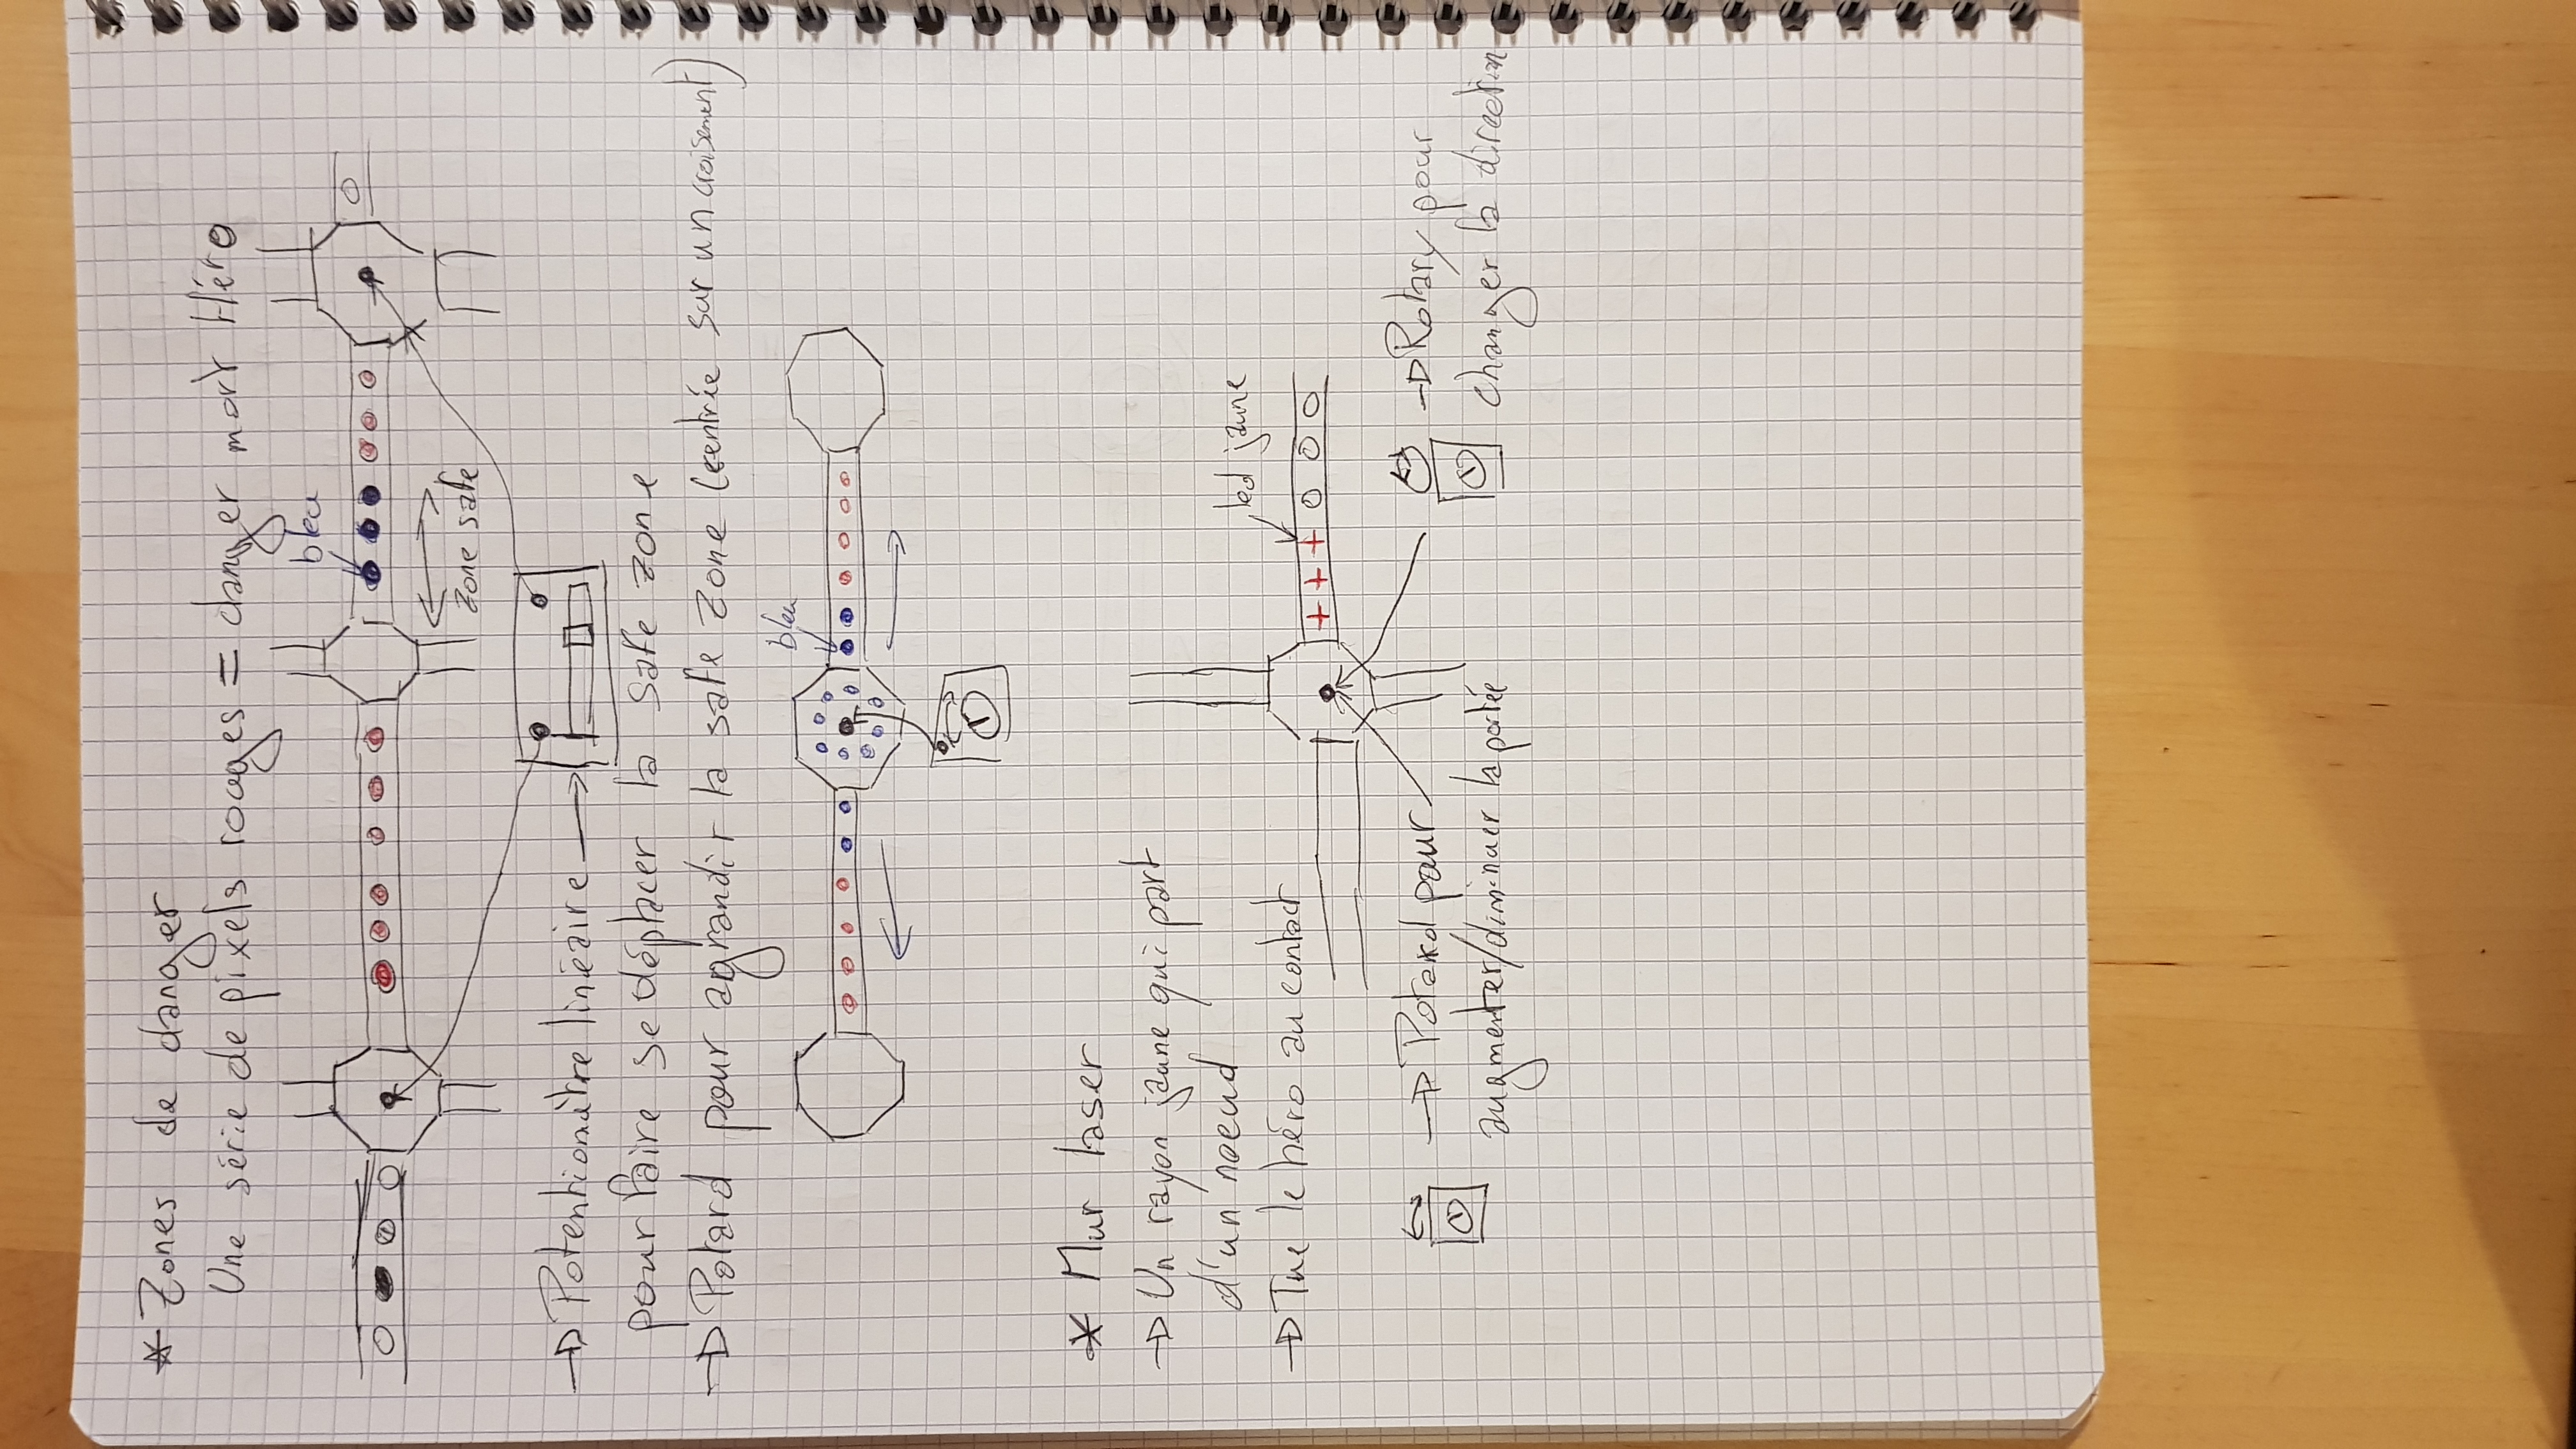 * Zones de danger
Une série de pixels rouges = danger mort Héro
bleu
zone safe
→ Potentiomètre linéaire →
pour faire se déplacer la safe zone
→ Potard pour agrandir la safe zone (centrée sur un croisement)
bleu
* Mur laser
→ Un rayon jaune qui part
d'un noeud
led jaune
→ Tue le héro au contact
→ Potard pour
augmenter/diminuer la portée
→ Rotary pour
changer la direction